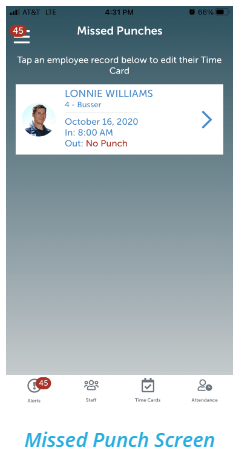 AT&T LTE 4:31 PM 66%
45
Missed Punches
Tap an employee record below to edit their Time
Card
LONNIE WILLIAMS
4 - Busser
October 16, 2020
In: 8:00 AM
Out: No Punch
45
Alerts Staff Time Cards Attendance
Missed Punch Screen